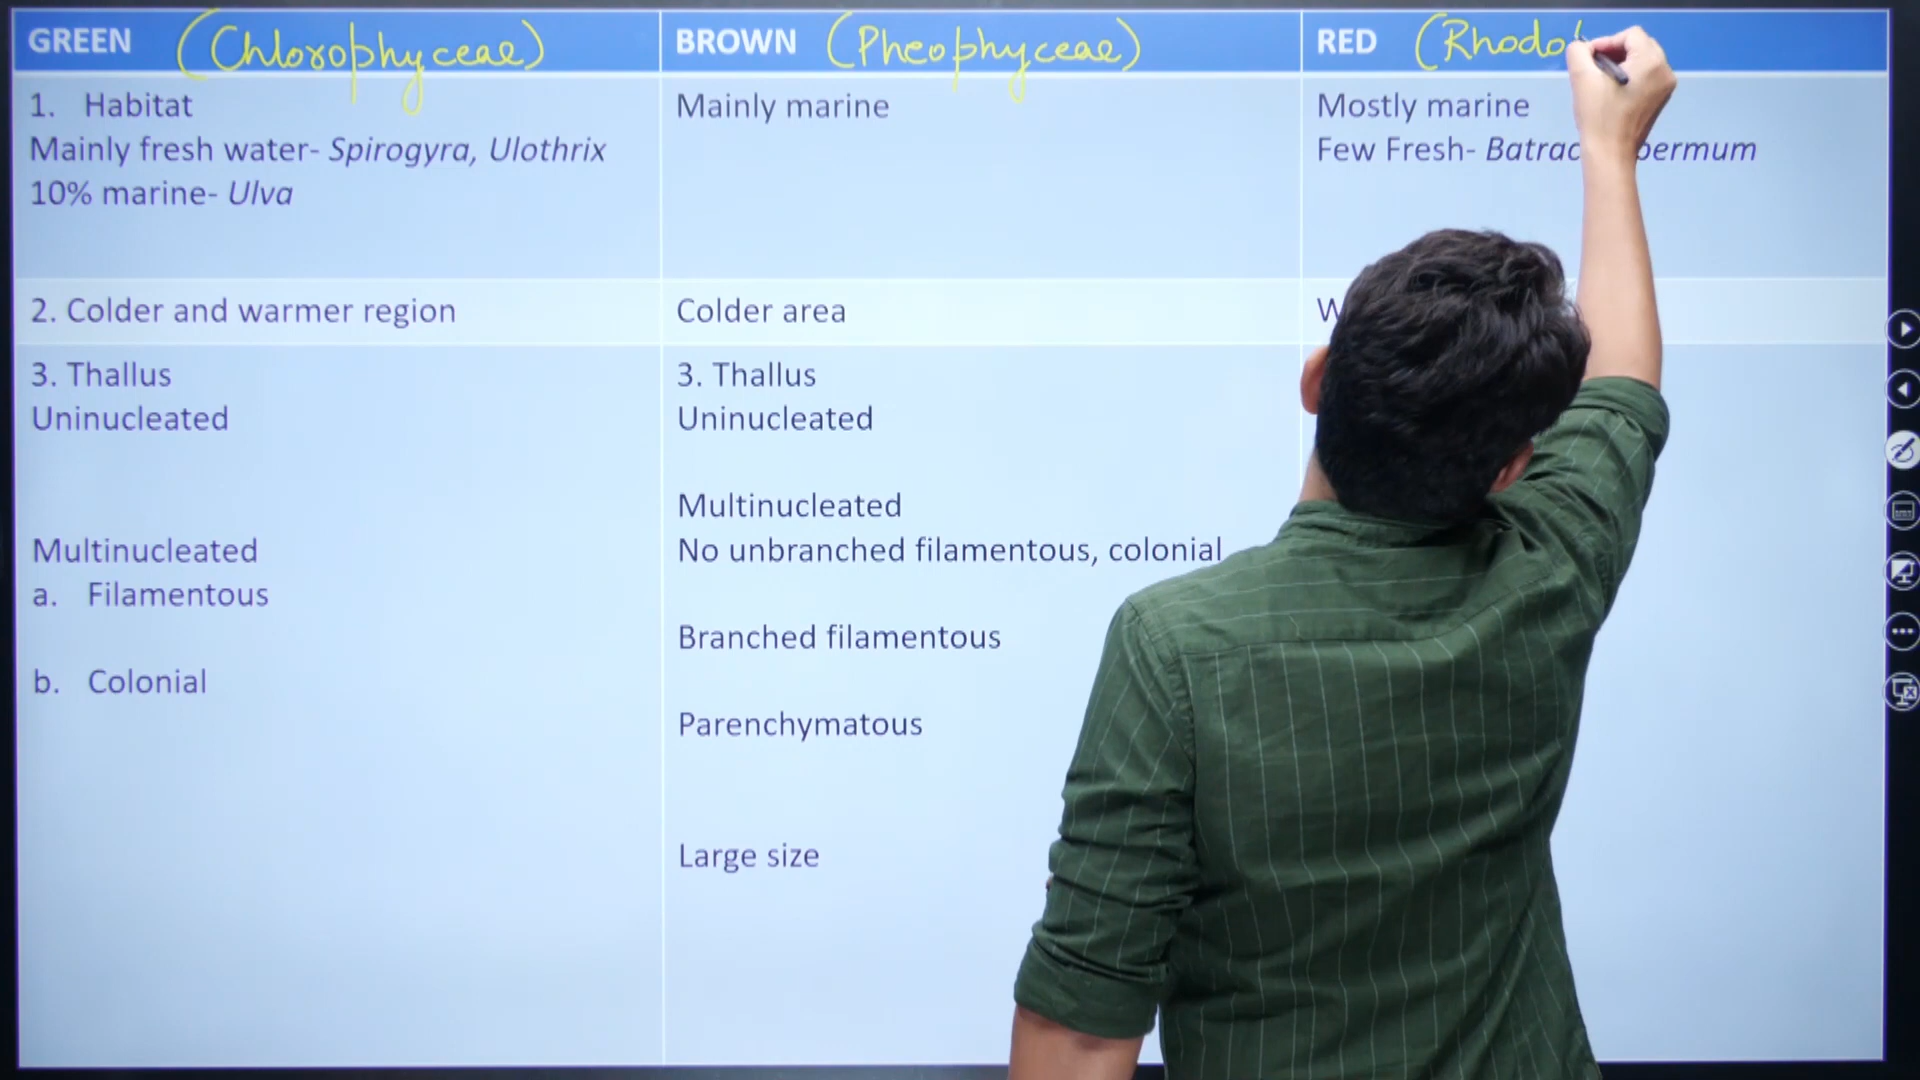 GREEN (Chlorophyceae)
1. Habitat
Mainly fresh water- Spirogyra, Ulothrix
10% marine- Ulva
2. Colder and warmer region
3. Thallus
Uninucleated
Multinucleated
a. Filamentous
b. Colonial
BROWN (Pheophyceae)
Mainly marine
Colder area
3. Thallus
Uninucleated
Multinucleated
No unbranched filamentous, colonial
Branched filamentous
Parenchymatous
Large size
RED (Rhodo
Mostly marine
Few Fresh-